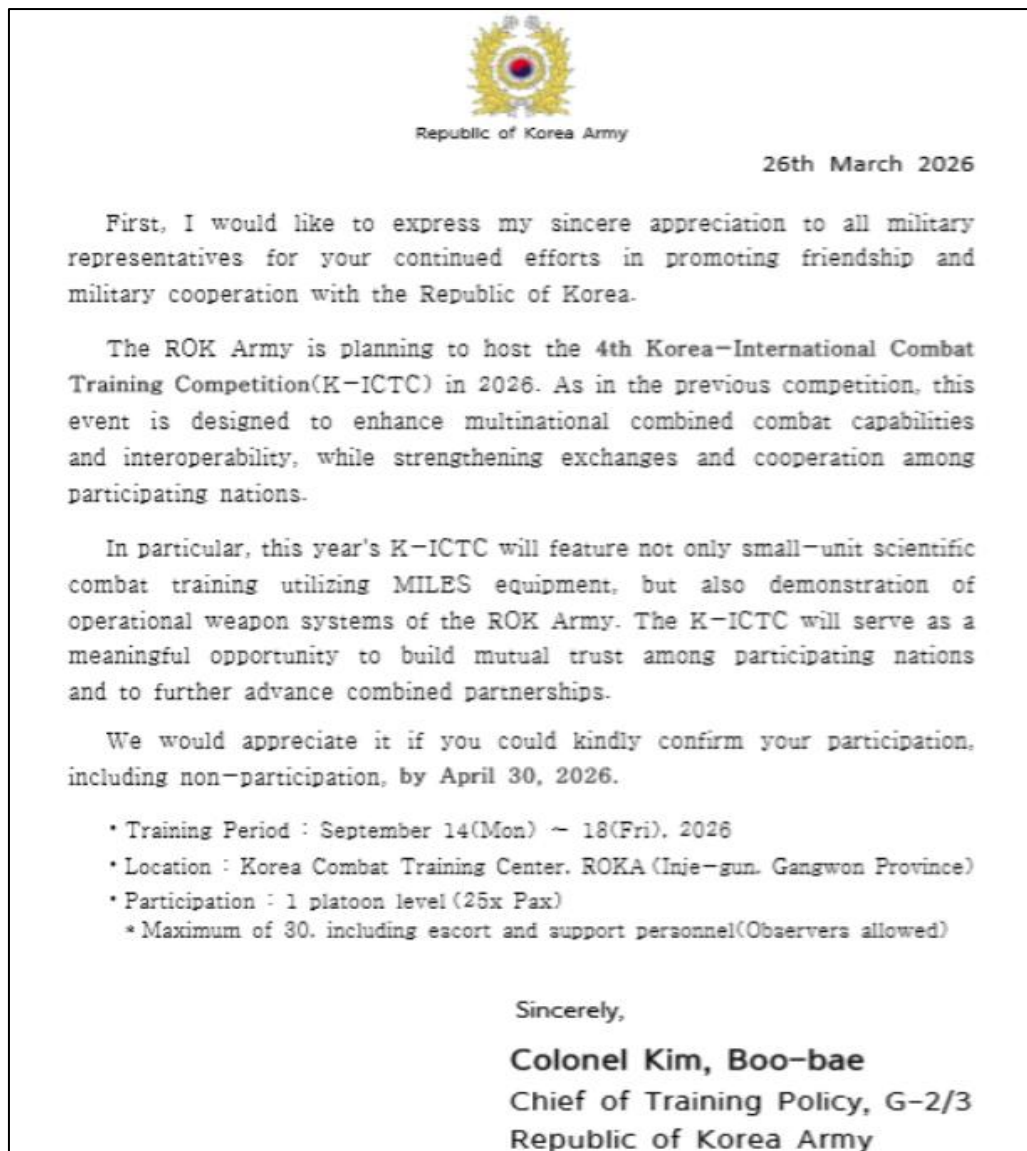 Republic of Korea Army
26th March 2026
First, I would like to express my sincere appreciation to all military
representatives for your continued efforts in promoting friendship and
military cooperation with the Republic of Korea.
The ROK Army is planning to host the 4th Korea-International Combat
Training Competition(K-ICTC) in 2026. As in the previous competition, this
event is designed to enhance multinational combined combat capabilities
and interoperability, while strengthening exchanges and cooperation among
participating nations.
In particular, this year's K-ICTC will feature not only small-unit scientific
combat training utilizing MILES equipment, but also demonstration of
operational weapon systems of the ROK Army. The K-ICTC will serve as a
meaningful opportunity to build mutual trust among participating nations
and to further advance combined partnerships.
We would appreciate it if you could kindly confirm your participation,
including non-participation, by April 30, 2026.
• Training Period : September 14(Mon) ~ 18(Fri), 2026
• Location : Korea Combat Training Center, ROKA (Inje-gun, Gangwon Province)
• Participation : 1 platoon level (25x Pax)
* Maximum of 30, including escort and support personnel(Observers allowed)
Sincerely,
Colonel Kim, Boo-bae
Chief of Training Policy, G-2/3
Republic of Korea Army